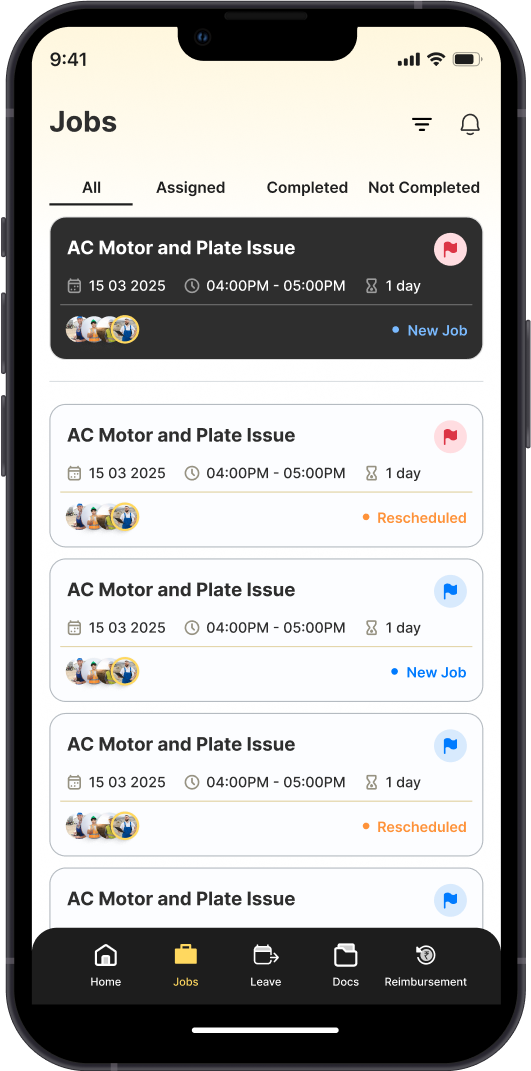 9:41
Jobs
All Assigned Completed Not Completed
AC Motor and Plate Issue
15 03 2025 04:00PM - 05:00PM 1 day
New Job
AC Motor and Plate Issue
15 03 2025 04:00PM - 05:00PM 1 day
Rescheduled
AC Motor and Plate Issue
15 03 2025 04:00PM - 05:00PM 1 day
New Job
AC Motor and Plate Issue
15 03 2025 04:00PM - 05:00PM 1 day
Rescheduled
AC Motor and Plate Issue
Home Jobs Leave Docs Reimbursement